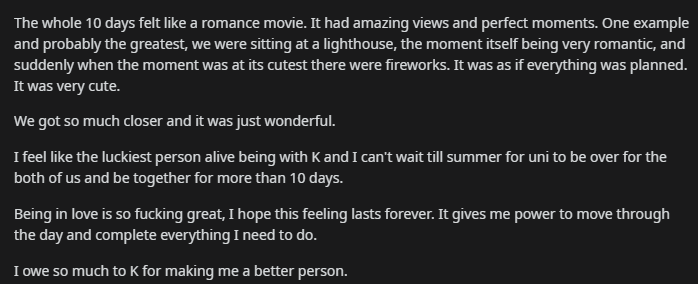 The whole 10 days felt like a romance movie. It had amazing views and perfect moments. One example
and probably the greatest, we were sitting at a lighthouse, the moment itself being very romantic, and
suddenly when the moment was at its cutest there were fireworks. It was as if everything was planned.
It was very cute.
We got so much closer and it was just wonderful.
I feel like the luckiest person alive being with K and I can't wait till summer for uni to be over for the
both of us and be together for more than 10 days.
Being in love is so fucking great, I hope this feeling lasts forever. It gives me power to move through
the day and complete everything I need to do.
I owe so much to K for making me a better person.